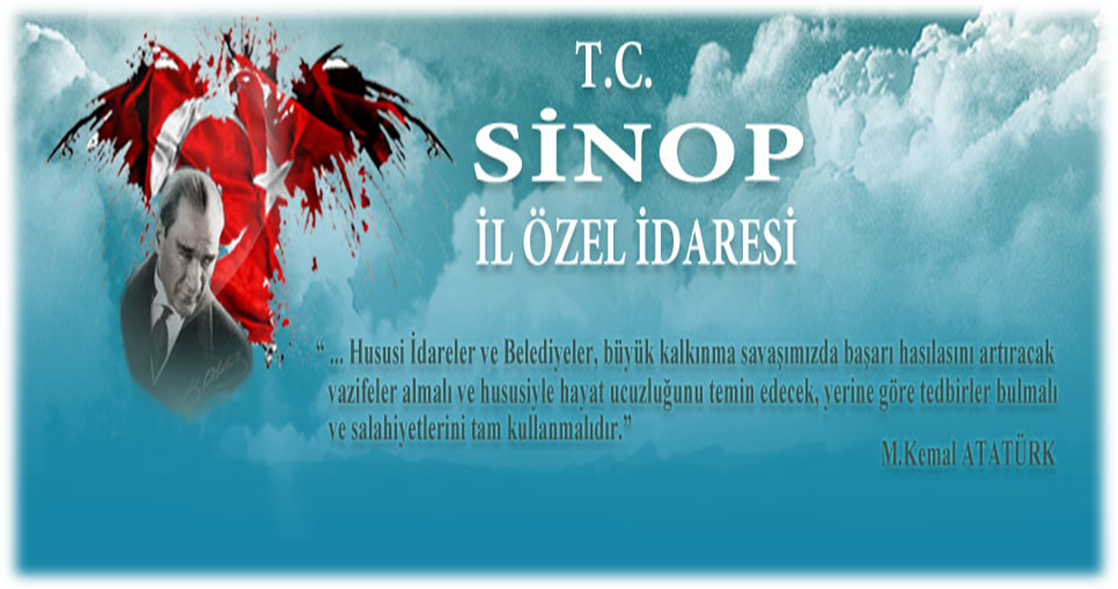 T.C.
SİNOP
İL ÖZEL İDARESİ
“ ... Hususi İdareler ve Belediyeler, büyük kalkınma savaşımızda başarı hasılasını artıracak
vazifeler almalı ve hususiyle hayat ucuzluğunu temin edecek, yerine göre tedbirler bulmalı
ve salahiyetlerini tam kullanmalıdır.”
M.Kemal ATATÜRK